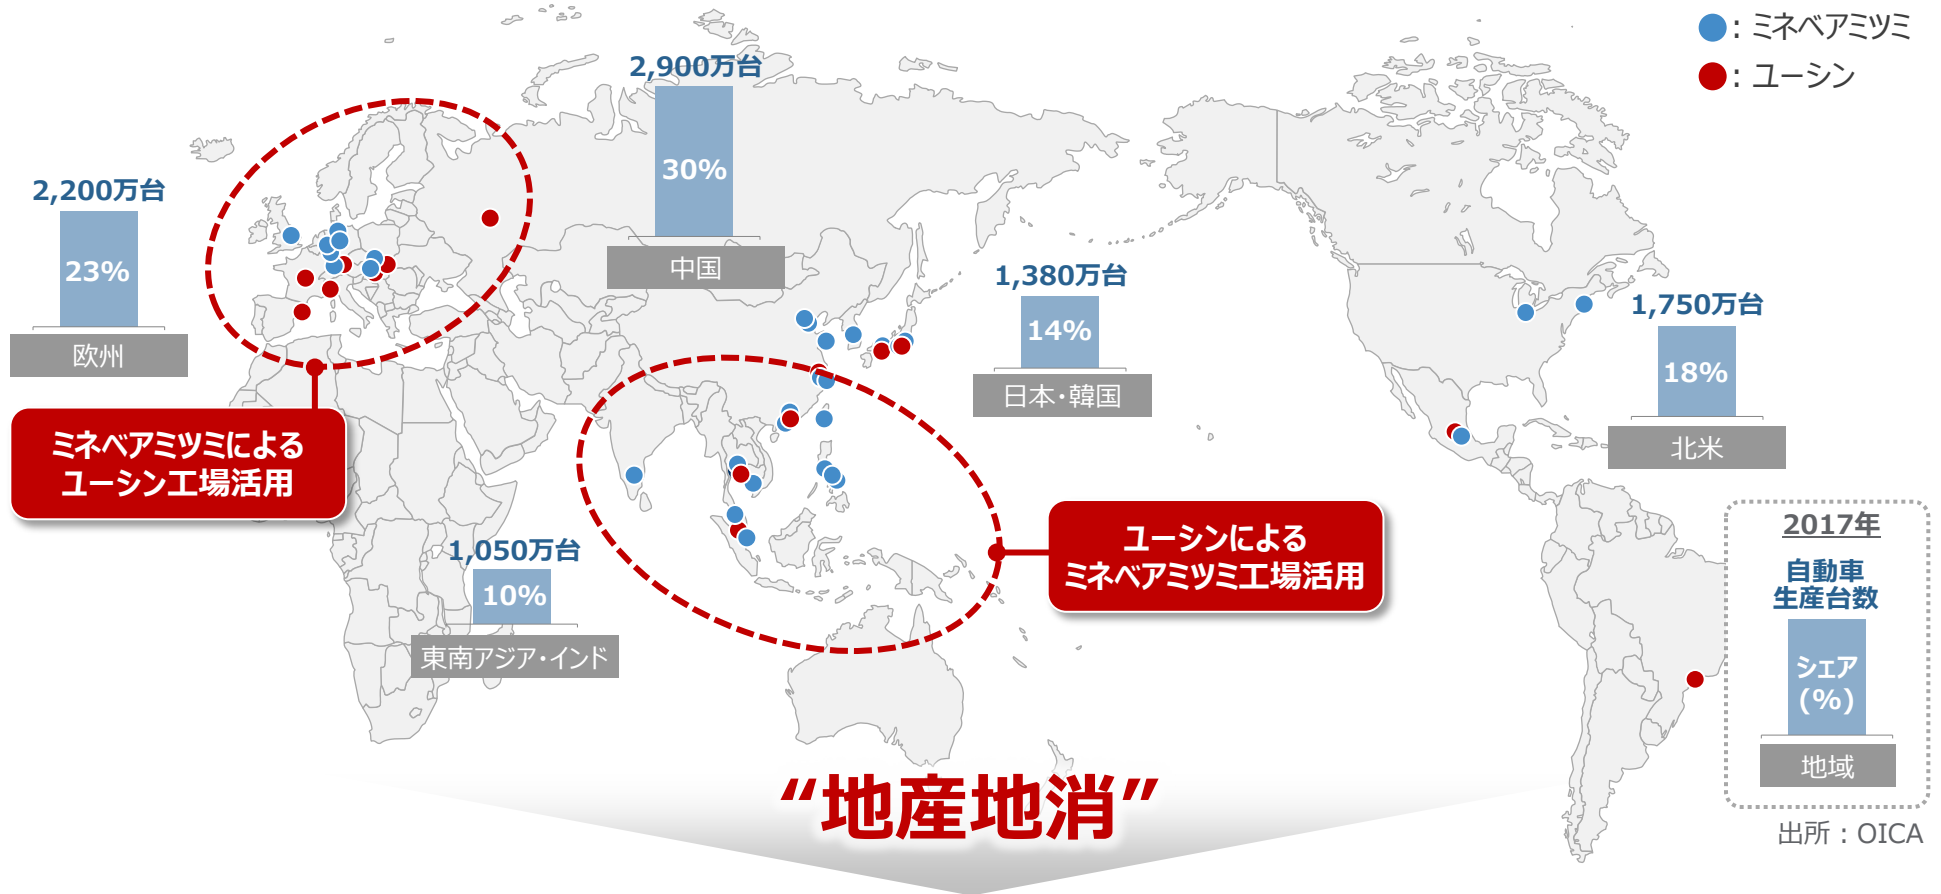 ：ミネベアミツミ
：ユーシン
2,900万台
30%
中国
2,200万台
23%
欧州
1,380万台
14%
日本・韓国
1,750万台
18%
北米
ミネベアミツミによる
ユーシン工場活用
ユーシンによる
ミネベアミツミ工場活用
1,050万台
10%
東南アジア・インド
2017年
自動車
生産台数
シェア
(%)
地域
出所：OICA
“地産地消”